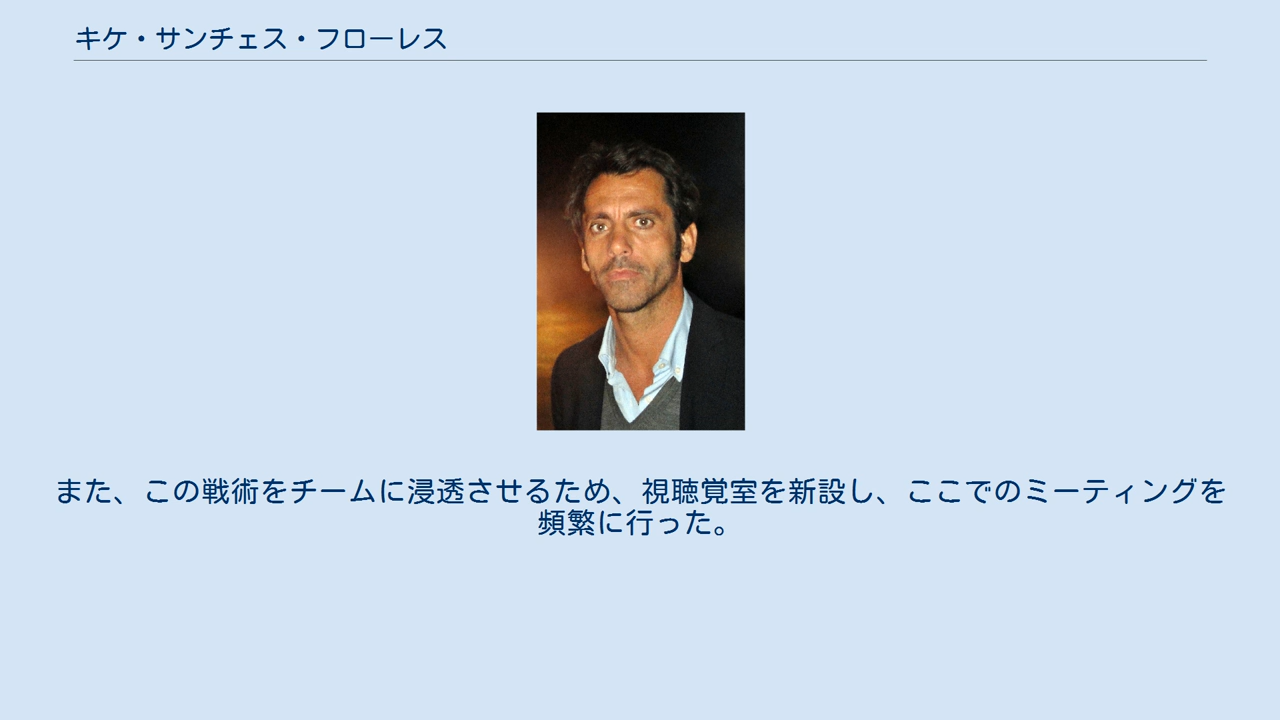 キケ・サンチェス・フローレス
また、この戦術をチームに浸透させるため、視聴覚室を新設し、ここでのミーティングを
頻繁に行った。